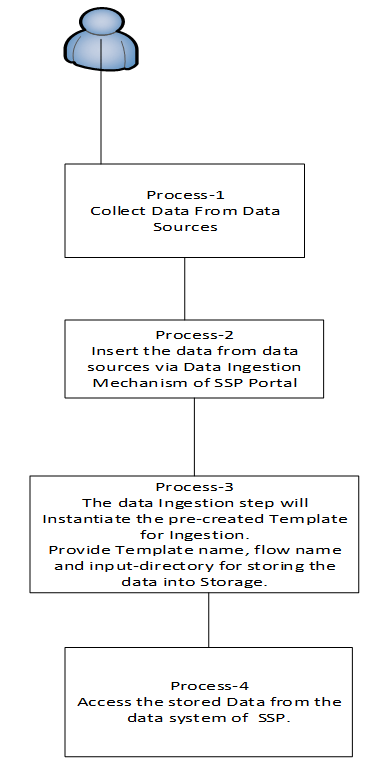 Process-1
Collect Data From Data
Sources
Process-2
Insert the data from data
sources via Data Ingestion
Mechanism of SSP Portal
Process-3
The data Ingestion step will
Instantiate the pre-created Template
for Ingestion.
Provide Template name, flow name
and input-directory for storing the
data into Storage.
Process-4
Access the stored Data from the
data system of SSP.